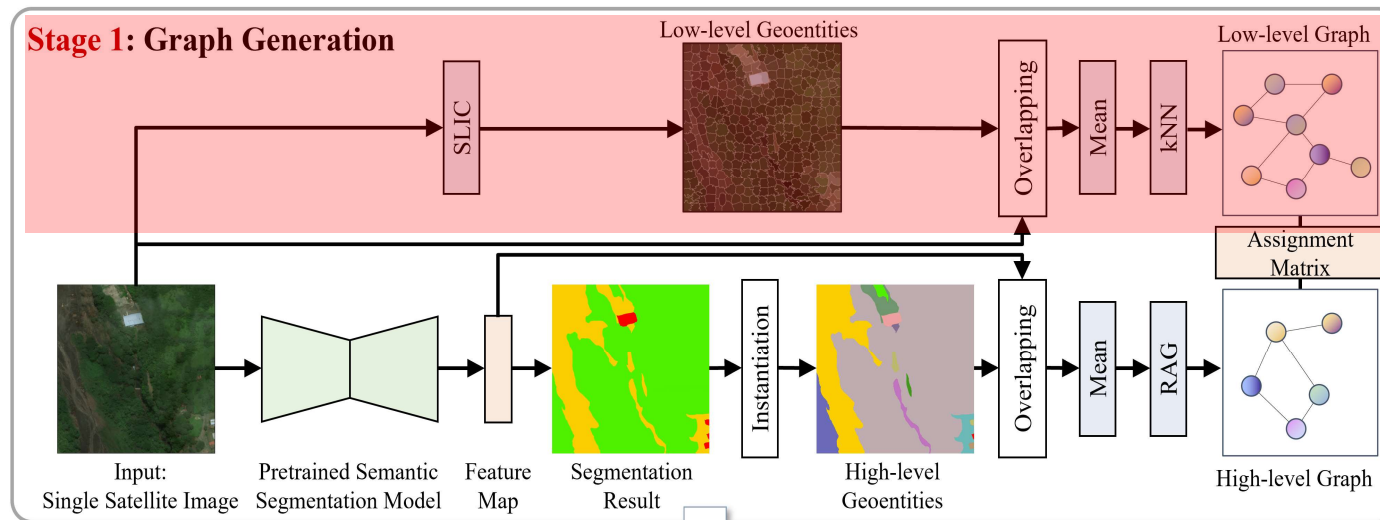 Stage 1: Graph Generation
Low-level Geoentities
Low-level Graph
SLIC
Overlapping
Mean
kNN
Assignment
Matrix
Instantiation
Overlapping
Mean
RAG
Input:
Single Satellite Image
Pretrained Semantic
Segmentation Model
Feature
Map
Segmentation
Result
High-level
Geoentities
High-level Graph